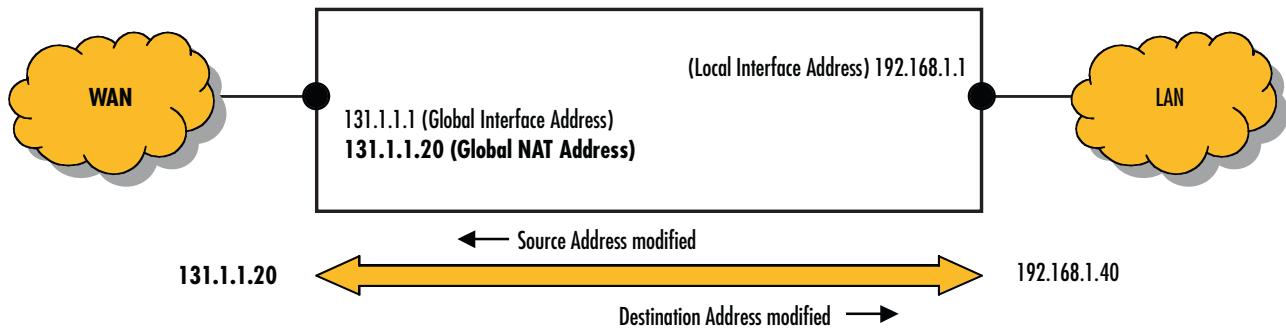 WAN
(Local Interface Address) 192.168.1.1
LAN
131.1.1.1 (Global Interface Address)
131.1.1.20 (Global NAT Address)
Source Address modified
131.1.1.20
192.168.1.40
Destination Address modified